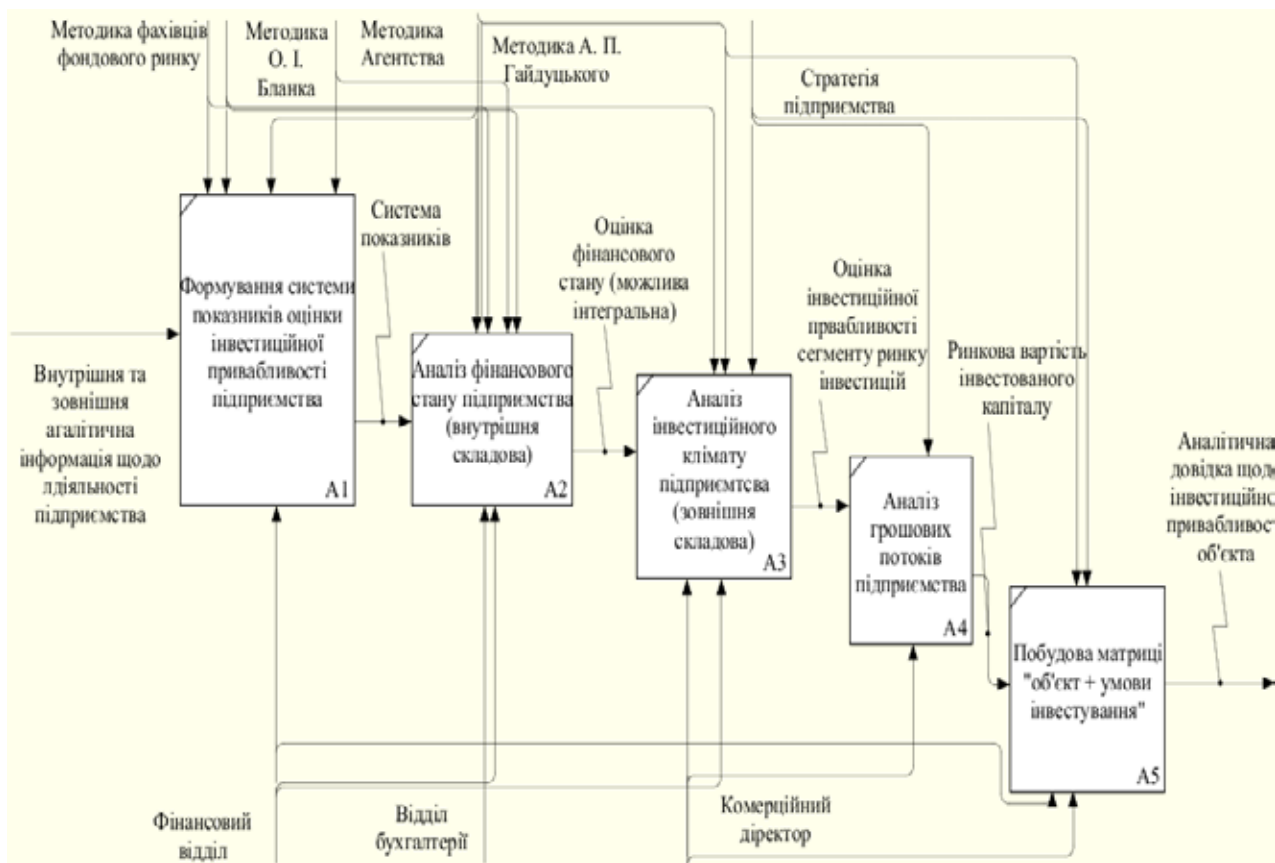 Методика фахівців
фондового ринку
Методика
О. І.
Бланка
Методика
Агентства
Методика А. П.
Гайдуцького
Стратегія
підприємства
Внутрішня та
зовнішня
агалітична
інформація щодо
лдіяльності
підприємства
Формування системи
показників оцінки
інвестиційної
привабливості
підприємства
A1
Система
показників
Аналіз фінансового
стану підприємства
(внутрішня
складова)
A2
Оцінка
фінансового
стану (можлива
інтегральна)
Аналіз
інвестиційного
клімату
підприємтсва
(зовнішня
складова)
A3
Оцінка
інвестиційної
првабливості
сегменту ринку
інвестицій
Аналіз
грошових
потоків
підприємства
A4
Ринкова вартість
інвестованого
капіталу
Побудова матриці
"об'єкт + умови
інвестування"
A5
Аналітична
довідка щодо
інвестиційно
привабливост
об'єкта
Фінансовий
відділ
Відділ
бухгалтерії
Комерційний
діректор